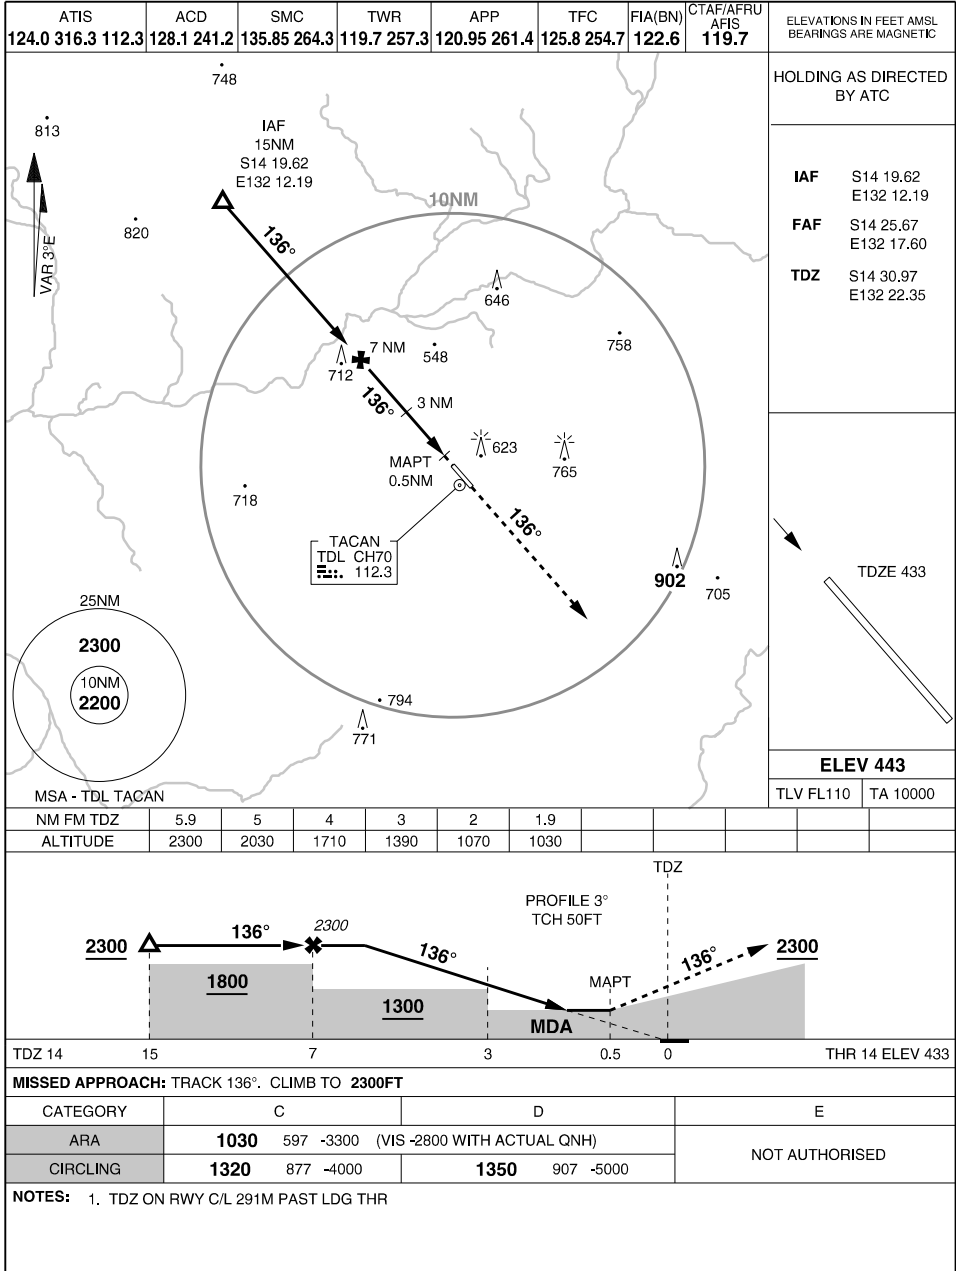 ATIS ACD SMC TWR APP TFC FIA(BN) CTAF/AFRU AFIS
124.0 316.3 112.3 128.1 241.2 135.85 264.3 119.7 257.3 120.95 261.4 125.8 254.7 122.6 119.7
ELEVATIONS IN FEET AMSL
BEARINGS ARE MAGNETIC
HOLDING AS DIRECTED
BY ATC
IAF S14 19.62
E132 12.19
FAF S14 25.67
E132 17.60
TDZ S14 30.97
E132 22.35
748
813
IAF
15NM
S14 19.62
E132 12.19
10NM
820
VAR 3°E
136°
646
758
7 NM
548
712
136°
3 NM
623
MAPT
0.5NM
765
718
136°
TACAN
TDL CH70
112.3
902
705
25NM
2300
10NM
2200
794
771
MSA - TDL TACAN
TDZE 433
ELEV 443
TLV FL110 TA 10000
NM FM TDZ 5.9 5 4 3 2 1.9
ALTITUDE 2300 2030 1710 1390 1070 1030
TDZ
PROFILE 3°
TCH 50FT
2300 136° 2300 136° 136° 2300
1800
1300
MAPT
MDA
TDZ 14 15 7 3 0.5 0 THR 14 ELEV 433
MISSED APPROACH: TRACK 136°. CLIMB TO 2300FT
CATEGORY C D E
ARA 1030 597 -3300 (VIS -2800 WITH ACTUAL QNH)
NOT AUTHORISED
CIRCLING 1320 877 -4000 1350 907 -5000
NOTES: 1. TDZ ON RWY C/L 291M PAST LDG THR